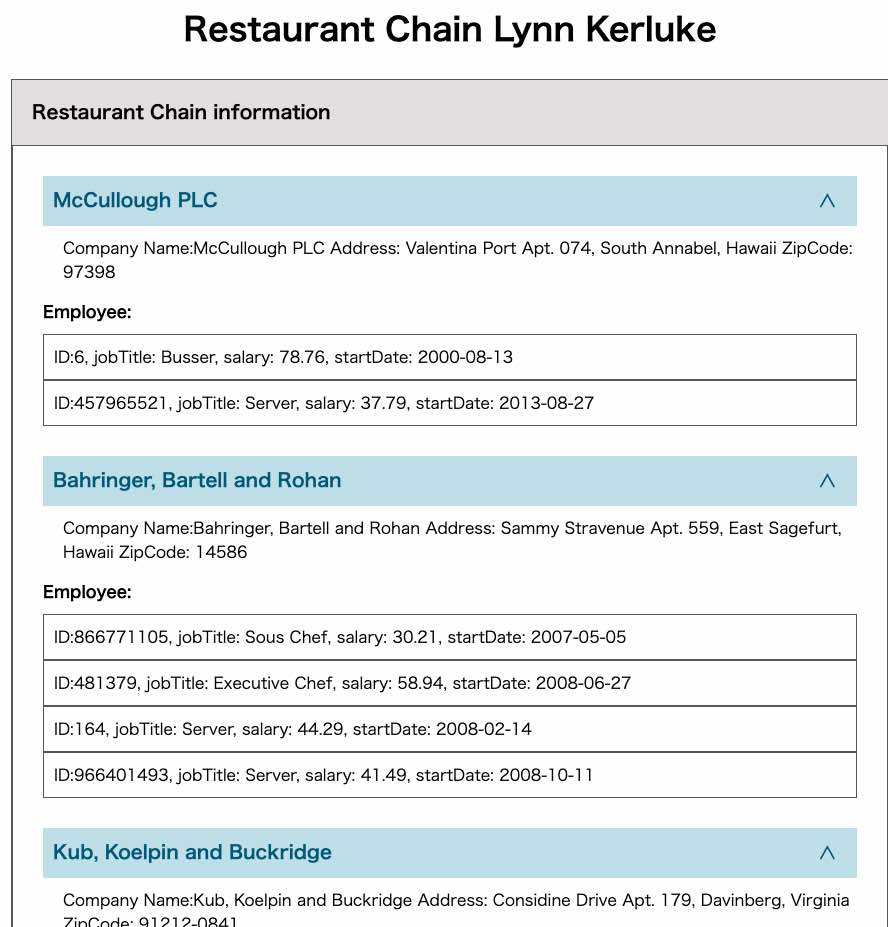 Restaurant Chain Lynn Kerluke
Restaurant Chain information
McCullough PLC
Company Name:McCullough PLC Address: Valentina Port Apt. 074, South Annabel, Hawaii ZipCode:
97398
Employee:
ID:6, jobTitle: Busser, salary: 78.76, startDate: 2000-08-13
ID:457965521, jobTitle: Server, salary: 37.79, startDate: 2013-08-27
Bahringer, Bartell and Rohan
Company Name:Bahringer, Bartell and Rohan Address: Sammy Stravenue Apt. 559, East Sagefurt,
Hawaii ZipCode: 14586
Employee:
ID:866771105, jobTitle: Sous Chef, salary: 30.21, startDate: 2007-05-05
ID:481379, jobTitle: Executive Chef, salary: 58.94, startDate: 2008-06-27
ID:164, jobTitle: Server, salary: 44.29, startDate: 2008-02-14
ID:966401493, jobTitle: Server, salary: 41.49, startDate: 2008-10-11
Kub, Koelpin and Buckridge
Company Name:Kub, Koelpin and Buckridge Address: Considine Drive Apt. 179, Davinberg, Virginia
ZipCode: 91212-0841